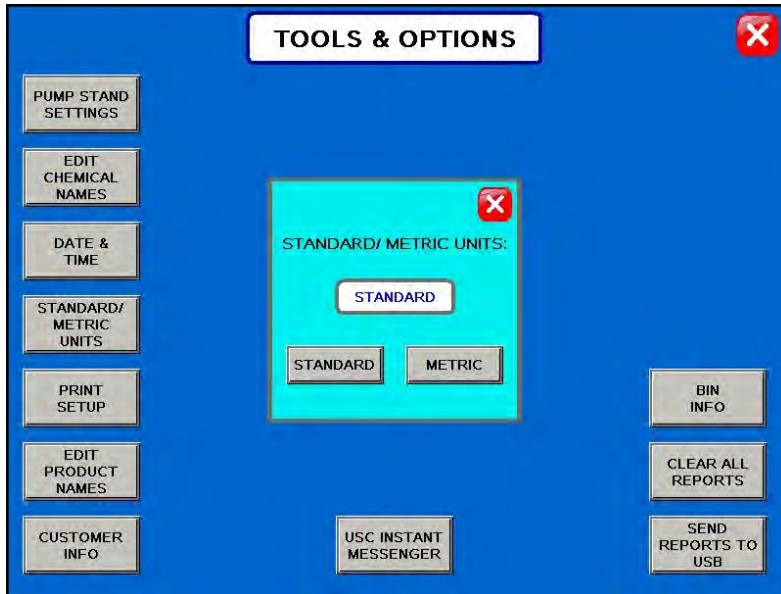 TOOLS & OPTIONS
PUMP STAND
SETTINGS
EDIT
CHEMICAL
NAMES
DATE &
TIME
STANDARD/
METRIC
UNITS
PRINT
SETUP
EDIT
PRODUCT
NAMES
CUSTOMER
INFO
STANDARD/ METRIC UNITS:
STANDARD
STANDARD
METRIC
USC INSTANT
MESSENGER
BIN
INFO
CLEAR ALL
REPORTS
SEND
REPORTS TO
USB